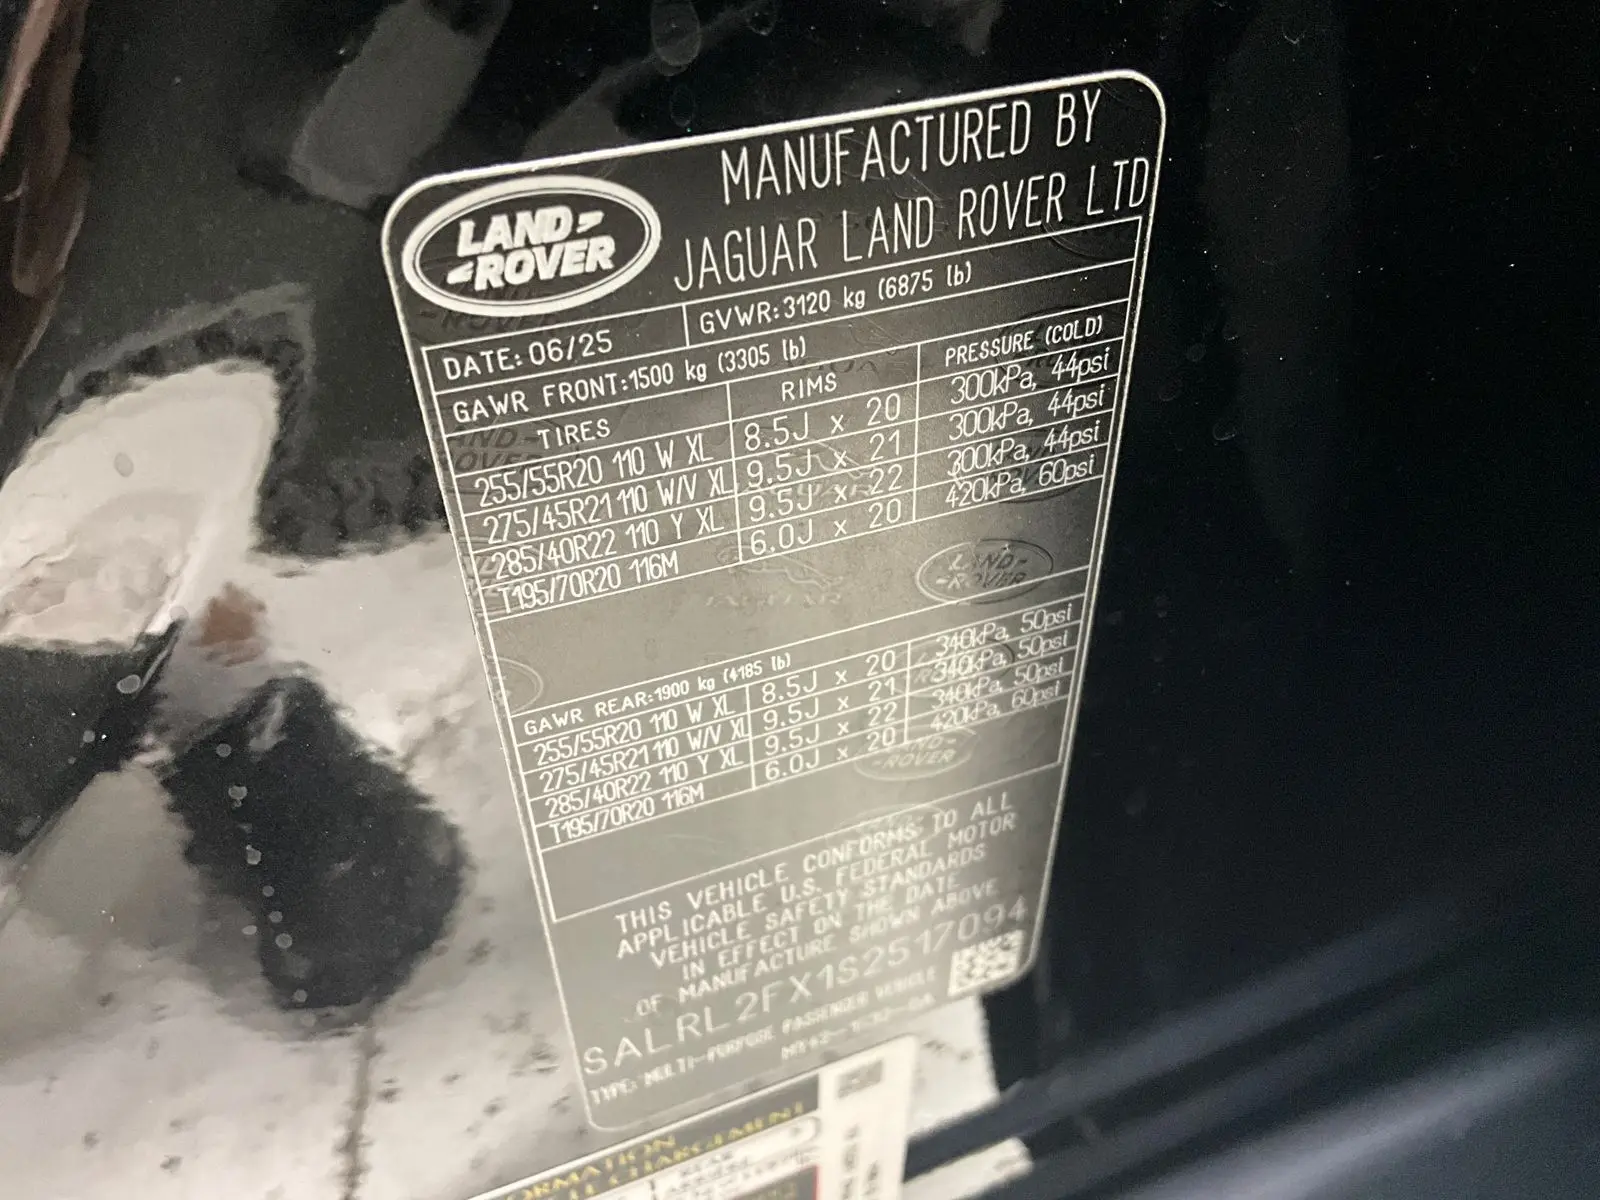 LAND-
-ROVER
MANUFACTURED BY
JAGUAR LAND ROVER LTD
DATE: 06/25
GVWR: 3120 kg (6875 lb)
GAWR FRONT: 1500 kg (3305 lb)
TIRES RIMS PRESSURE (COLD)
255/55R20 110 W XL 8.5J x 20 300kPa, 44psi
275/45R21 110 W/V XL 9.5J x 21 300kPa, 44psi
285/40R22 110 Y XL 9.5J x 22 300kPa, 44psi
T195/70R20 116M 6.0J x 20 420kPa, 60psi
GAWR REAR: 1900 kg (4185 lb)
255/55R20 110 W XL 8.5J x 20 340kPa, 50psi
275/45R21 110 W/V XL 9.5J x 21 340kPa, 50psi
285/40R22 110 Y XL 9.5J x 22 340kPa, 50psi
T195/70R20 116M 6.0J x 20 420kPa, 60psi
THIS VEHICLE CONFORMS TO ALL
APPLICABLE U.S. FEDERAL MOTOR
VEHICLE SAFETY STANDARDS
IN EFFECT ON THE DATE
OF MANUFACTURE SHOWN ABOVE
SALRL2FX1S2517094
TYPE: MULTI-PURPOSE PASSENGER VEHICLE